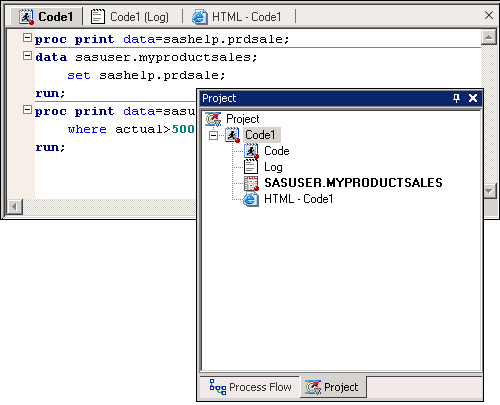 Code1 Code1 (Log) HTML - Code1
proc print data=sashelp.prdsale;
data sasuser.myproductsales;
set sashelp.prdsale;
run;
proc print data=sasu
where actual>500
run;
Project
Project
Code1
Code
Log
SASUSER.MYPRODUCTSALES
HTML - Code1
Process Flow Project